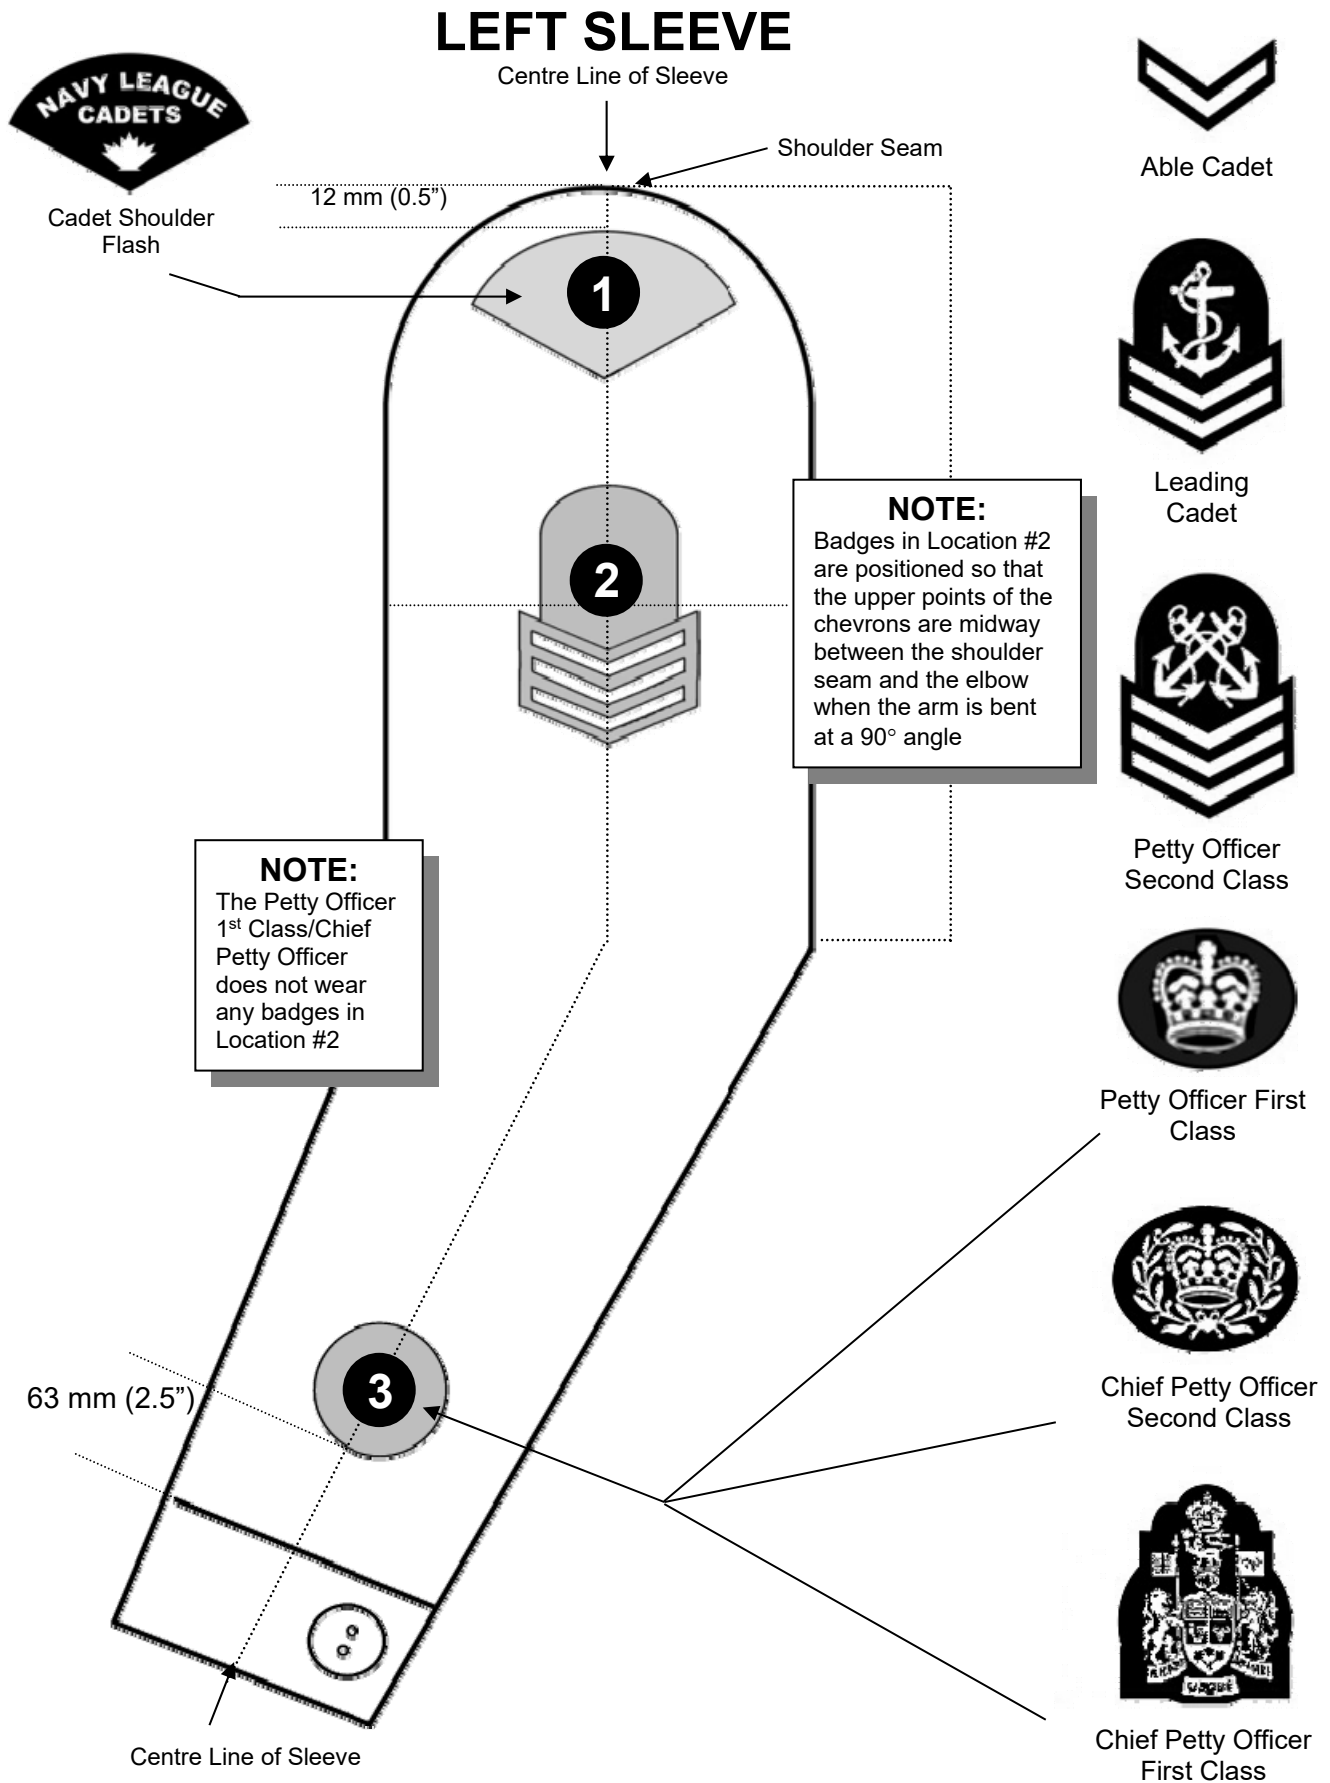 LEFT SLEEVE
Centre Line of Sleeve
NAVY LEAGUE
CADETS
Cadet Shoulder
Flash
12 mm (0.5”)
Shoulder Seam
Able Cadet
1
Leading
Cadet
2
NOTE:
Badges in Location #2
are positioned so that
the upper points of the
chevrons are midway
between the shoulder
seam and the elbow
when the arm is bent
at a 90° angle
Petty Officer
Second Class
NOTE:
The Petty Officer
1st Class/Chief
Petty Officer
does not wear
any badges in
Location #2
Petty Officer First
Class
63 mm (2.5”)
3
Chief Petty Officer
Second Class
Chief Petty Officer
First Class
Centre Line of Sleeve